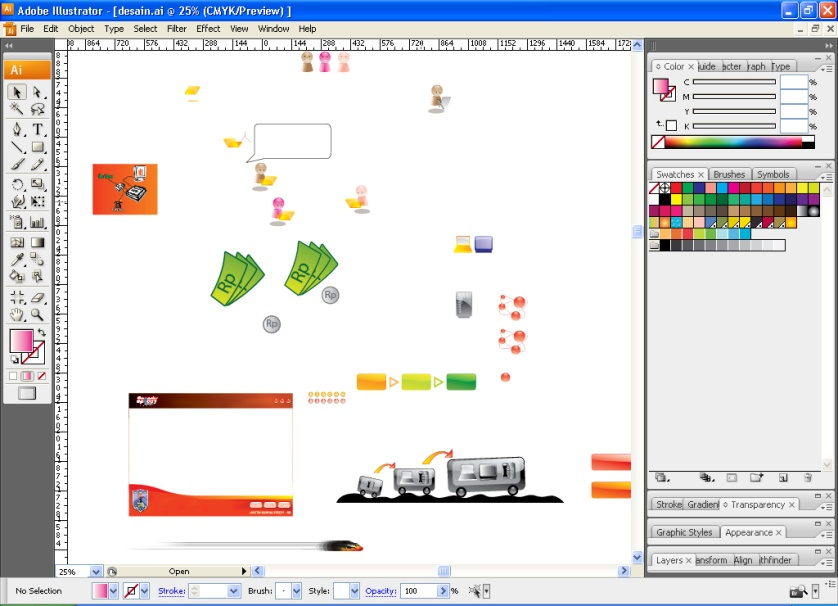 Adobe Illustrator - [desain.ai @ 25% (CMYK/Preview) ]
File Edit Object Type Select Filter Effect View Window Help
864 720 576 432 288 144 0 144 288 432 576 720 864 1008 1152 1296 1440 1584 172
Ai
Color × uide acter raph Type
C %
M %
Y %
K %
Swatches × Brushes Symbols
Rp Rp
Rp
Rp
Speedy
Stroke Gradien Transparency ×
Graphic Styles Appearance ×
Layers × ansform Align thfinder
25% Open
No Selection Stroke: Brush: Style: Opacity: 100 %